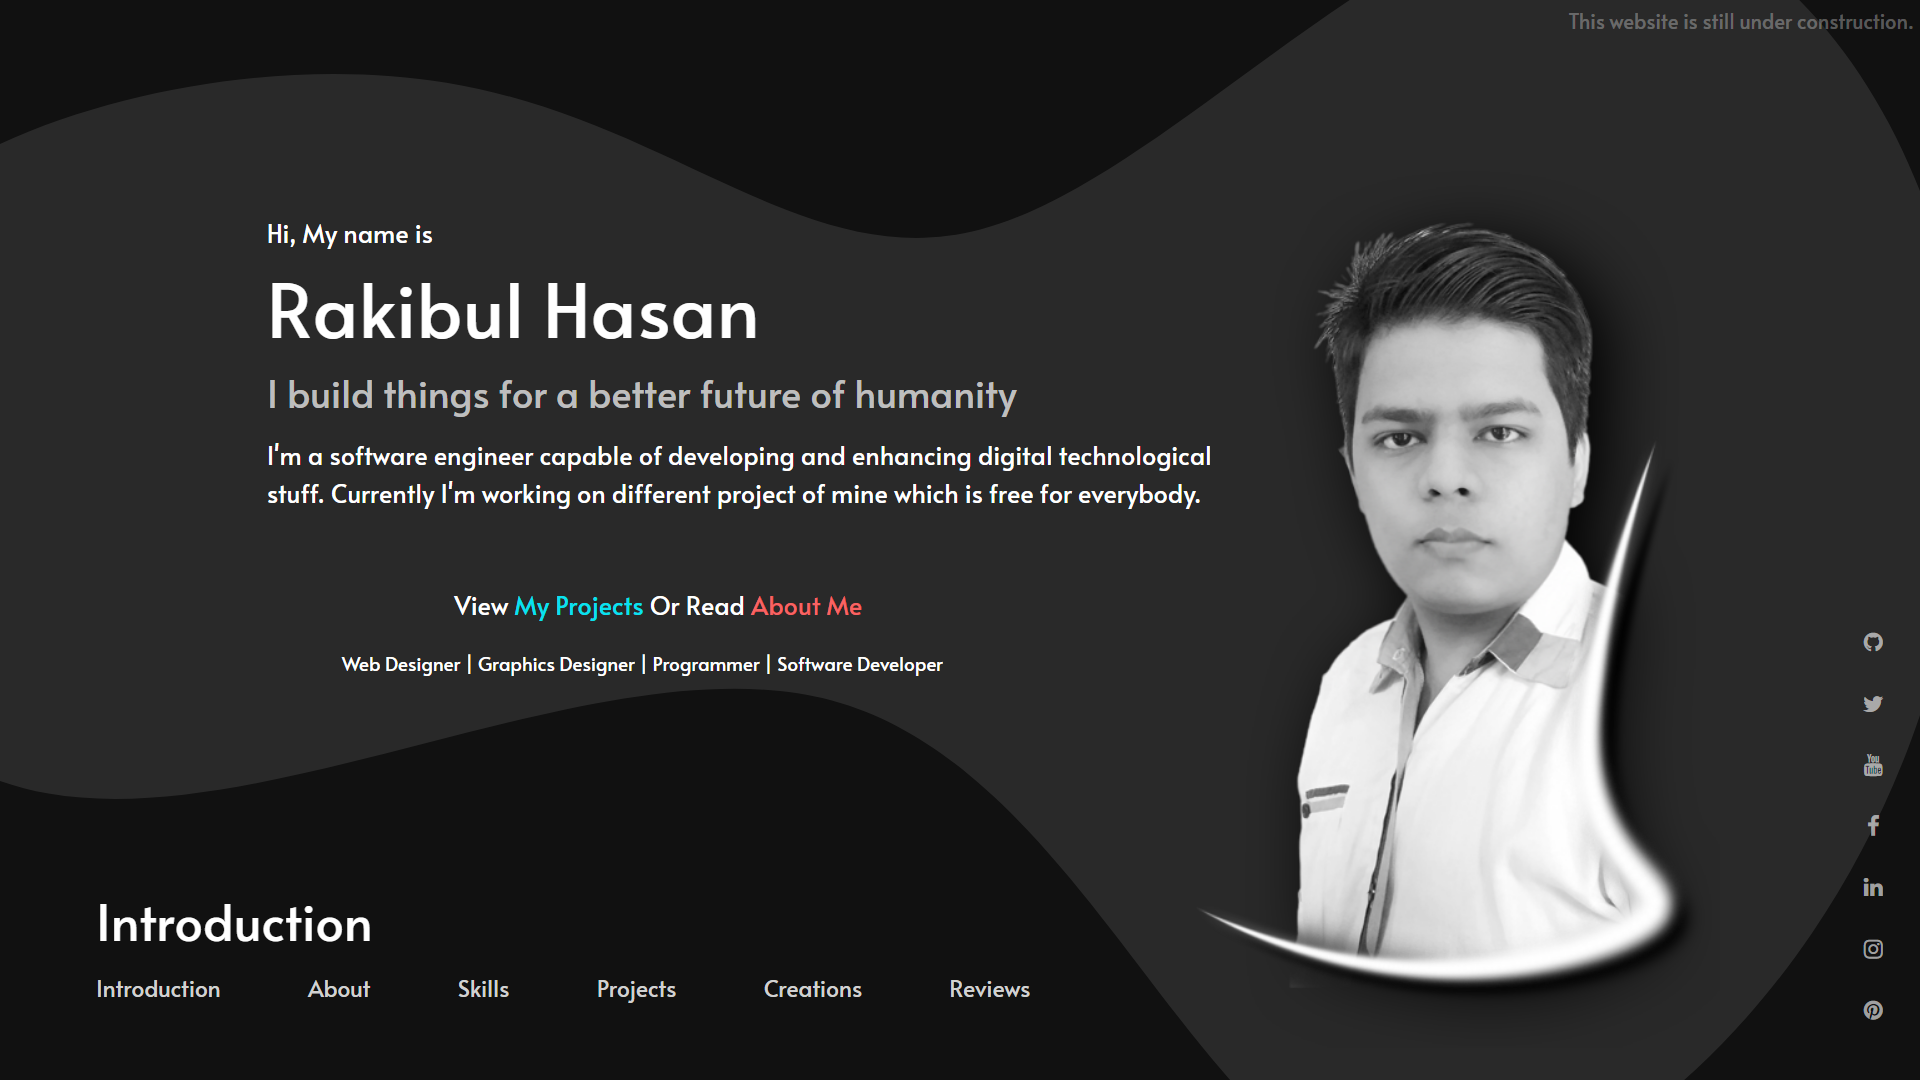 This website is still under construction.
Hi, My name is
Rakibul Hasan
I build things for a better future of humanity
I'm a software engineer capable of developing and enhancing digital technological
stuff. Currently I'm working on different project of mine which is free for everybody.
View My Projects Or Read About Me
Web Designer | Graphics Designer | Programmer | Software Developer
You
Tube
Introduction
Introduction About Skills Projects Creations Reviews